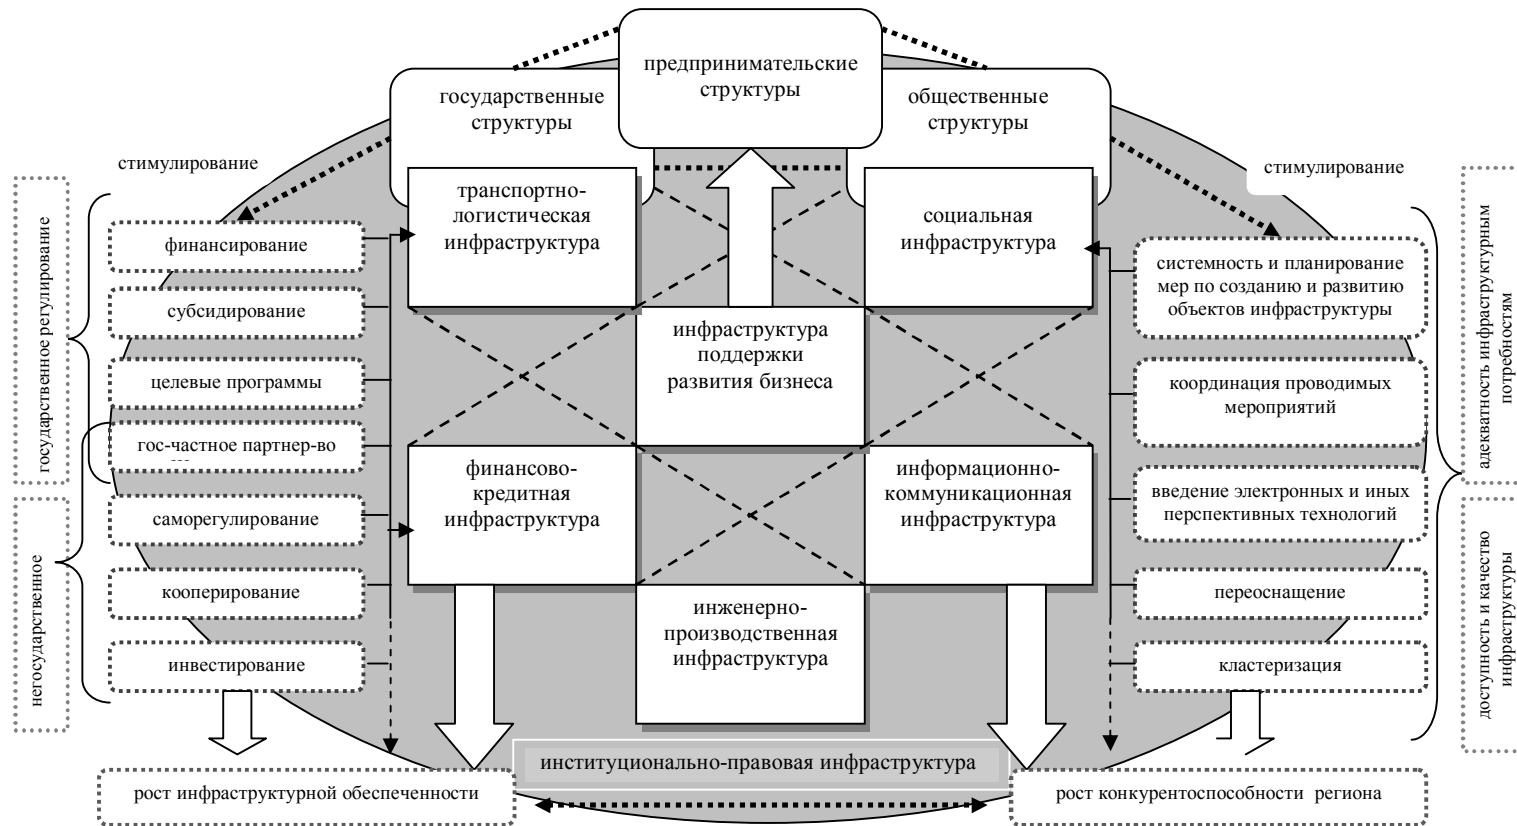 предпринимательские
структуры
государственные
структуры
общественные
структуры
стимулирование
стимулирование
государственное регулирование
негосударственное
финансирование
субсидирование
целевые программы
гос-частное партнер-во
саморегулирование
кооперирование
инвестирование
транспортно-
логистическая
инфраструктура
социальная
инфраструктура
инфраструктура
поддержки
развития бизнеса
финансово-
кредитная
инфраструктура
информационно-
коммуникационная
инфраструктура
инженерно-
производственная
инфраструктура
системность и планирование
мер по созданию и развитию
объектов инфраструктуры
координация проводимых
мероприятий
введение электронных и иных
перспективных технологий
переоснащение
кластеризация
адекватность инфраструктурным
потребностям
доступность и качество
инфраструктуры
институционально-правовая инфраструктура
рост инфраструктурной обеспеченности
рост конкурентоспособности региона